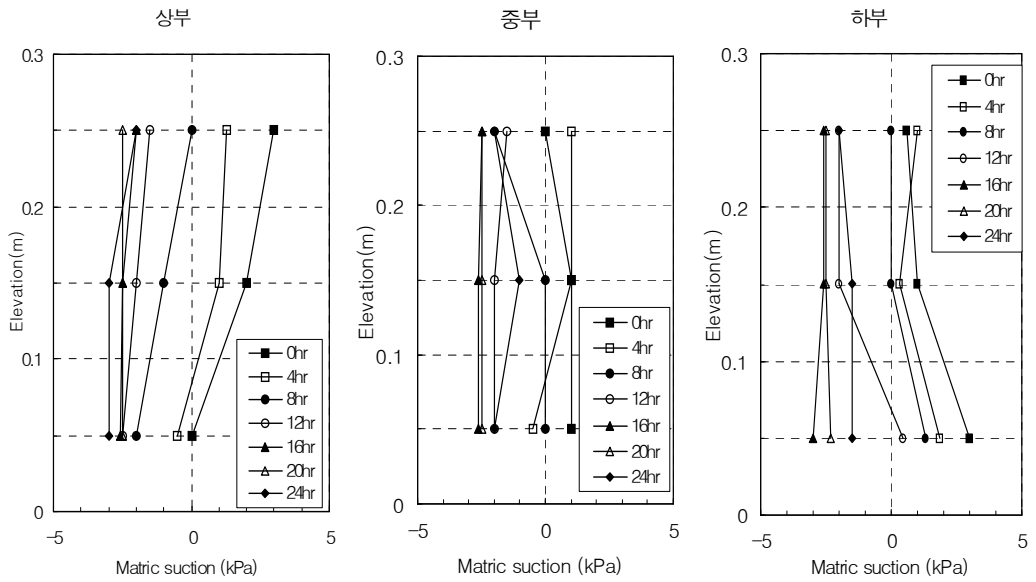 상부
0.3
0.2
0.1
0
Elevation(m)
-5
0
5
Matric suction (kPa)
0hr
4hr
8hr
12hr
16hr
20hr
24hr
중부
0.3
0.2
0.1
0
Elevation(m)
-5
0
5
Matric suction (kPa)
0hr
4hr
8hr
12hr
16hr
20hr
24hr
하부
0.3
0.2
0.1
0
Elevation(m)
-5
0
5
Matric suction (kPa)
0hr
4hr
8hr
12hr
16hr
20hr
24hr